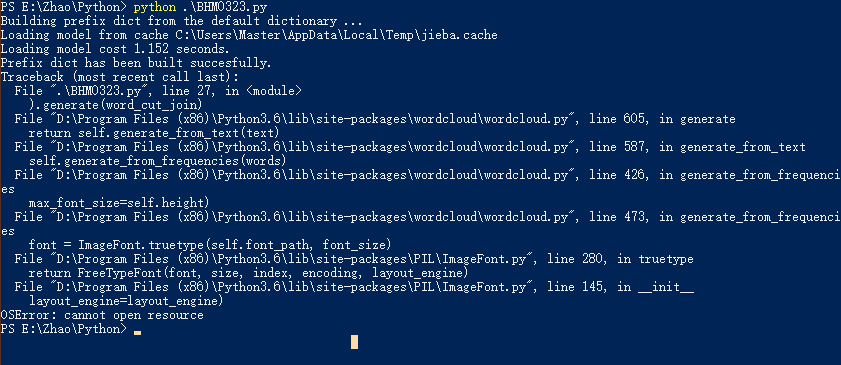 PS E:\Zhao\Python> python .\BHM0323.py
Building prefix dict from the default dictionary ...
Loading model from cache C:\Users\Master\AppData\Local\Temp\jieba.cache
Loading model cost 1.152 seconds.
Prefix dict has been built succesfully.
Traceback (most recent call last):
  File ".\BHM0323.py", line 27, in <module>
    ).generate(word_cut_join)
  File "D:\Program Files (x86)\Python3.6\lib\site-packages\wordcloud\wordcloud.py", line 605, in generate
    return self.generate_from_text(text)
  File "D:\Program Files (x86)\Python3.6\lib\site-packages\wordcloud\wordcloud.py", line 587, in generate_from_text
    self.generate_from_frequencies(words)
  File "D:\Program Files (x86)\Python3.6\lib\site-packages\wordcloud\wordcloud.py", line 426, in generate_from_frequenci
es
    max_font_size=self.height)
  File "D:\Program Files (x86)\Python3.6\lib\site-packages\wordcloud\wordcloud.py", line 473, in generate_from_frequenci
es
    font = ImageFont.truetype(self.font_path, font_size)
  File "D:\Program Files (x86)\Python3.6\lib\site-packages\PIL\ImageFont.py", line 280, in truetype
    return FreeTypeFont(font, size, index, encoding, layout_engine)
  File "D:\Program Files (x86)\Python3.6\lib\site-packages\PIL\ImageFont.py", line 145, in __init__
    layout_engine=layout_engine)
OSError: cannot open resource
PS E:\Zhao\Python>